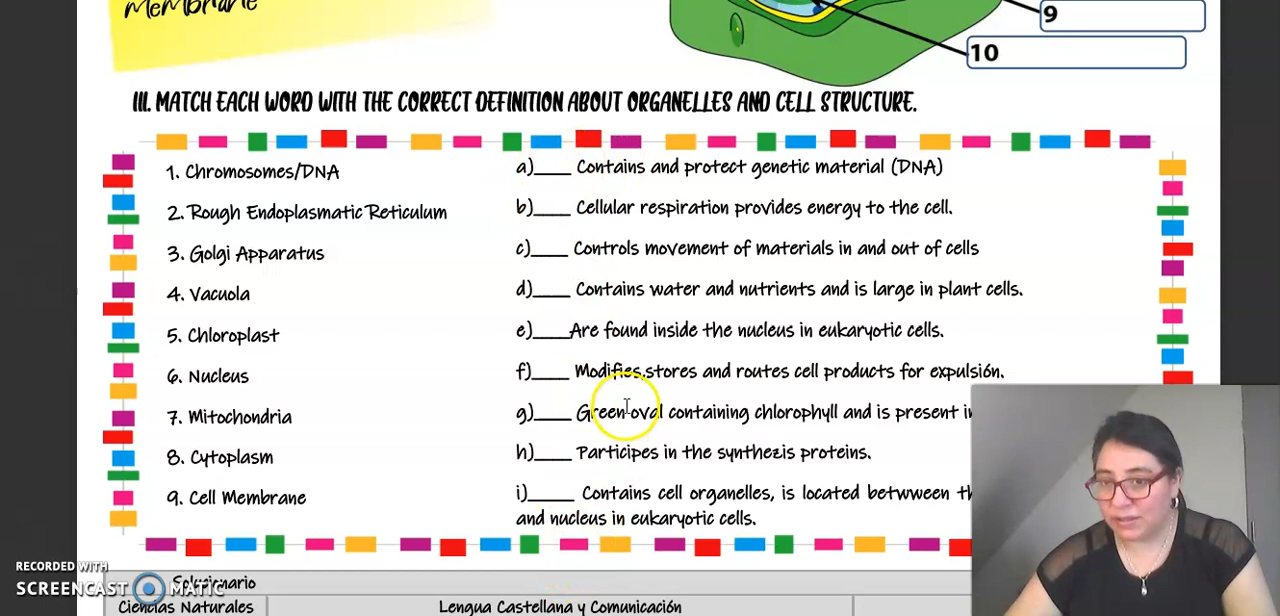 Membrane
9
10
III. MATCH EACH WORD WITH THE CORRECT DEFINITION ABOUT ORGANELLES AND CELL STRUCTURE.
1. Chromosomes/DNA
2. Rough Endoplasmatic Reticulum
3. Golgi Apparatus
4. Vacuola
5. Chloroplast
6. Nucleus
7. Mitochondria
8. Cytoplasm
9. Cell Membrane
a)____ Contains and protect genetic material (DNA)
b)____ Cellular respiration provides energy to the cell.
c)____ Controls movement of materials in and out of cells
d)____ Contains water and nutrients and is large in plant cells.
e)____Are found inside the nucleus in eukaryotic cells.
f)____ Modifies,stores and routes cell products for expulsión.
g)____ Green oval containing chlorophyll and is present in
h)____ Participes in the synthezis proteins.
i)_____ Contains cell organelles, is located betwween
and nucleus in eukaryotic cells.
RECORDED WITH
SCREENCAST MATIC
Solucionario
Ciencias Naturales
Lengua Castellana y Comunicación